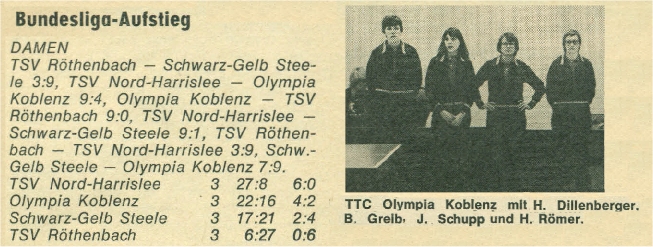 Bundesliga-Aufstieg
DAMEN
TSV Röthenbach — Schwarz-Gelb Stee-
le 3:9, TSV Nord-Harrislee — Olympia
Koblenz 9:4, Olympia Koblenz — TSV
Röthenbach 9:0, TSV Nord-Harrislee —
Schwarz-Gelb Steele 9:1, TSV Röthen-
bach — TSV Nord-Harrislee 3:9, Schw.-
Gelb Steele — Olympia Koblenz 7:9.
TSV Nord-Harrislee 3 27:8 6:0
Olympia Koblenz 3 22:16 4:2
Schwarz-Gelb Steele 3 17:21 2:4
TSV Röthenbach 3 6:27 0:6
TTC Olympia Koblenz mit H. Dillenberger,
B. Greib, J. Schupp und H. Römer.